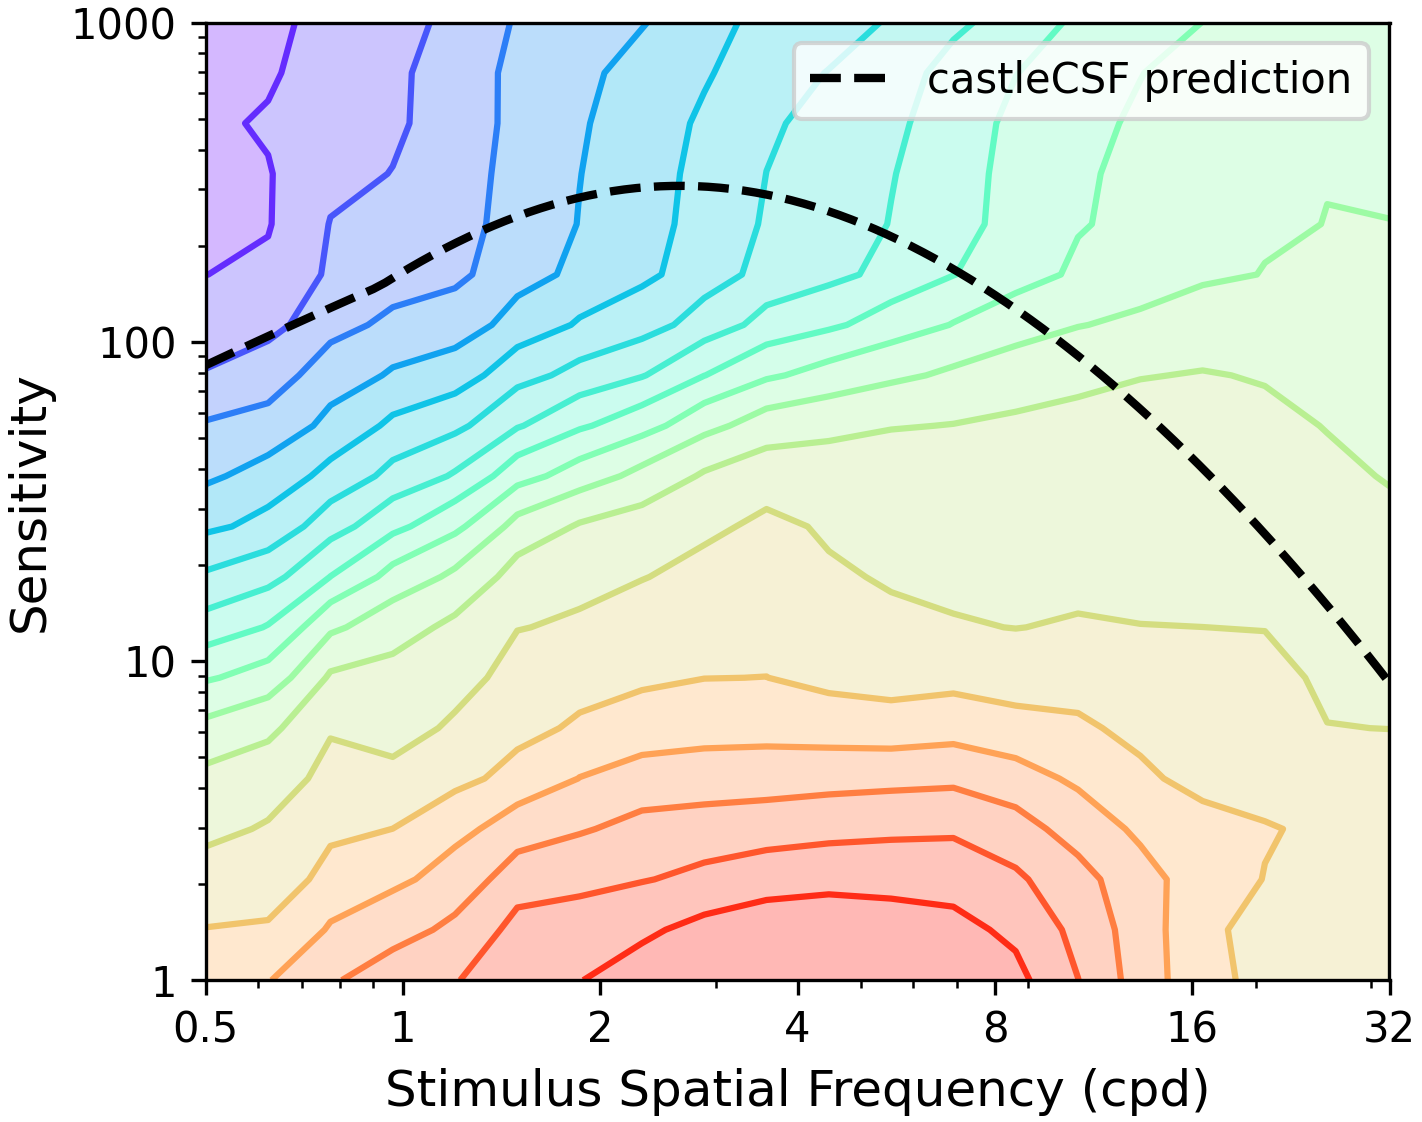 1000
100
10
1
Sensitivity
castleCSF prediction
0.5 1 2 4 8 16 32
Stimulus Spatial Frequency (cpd)